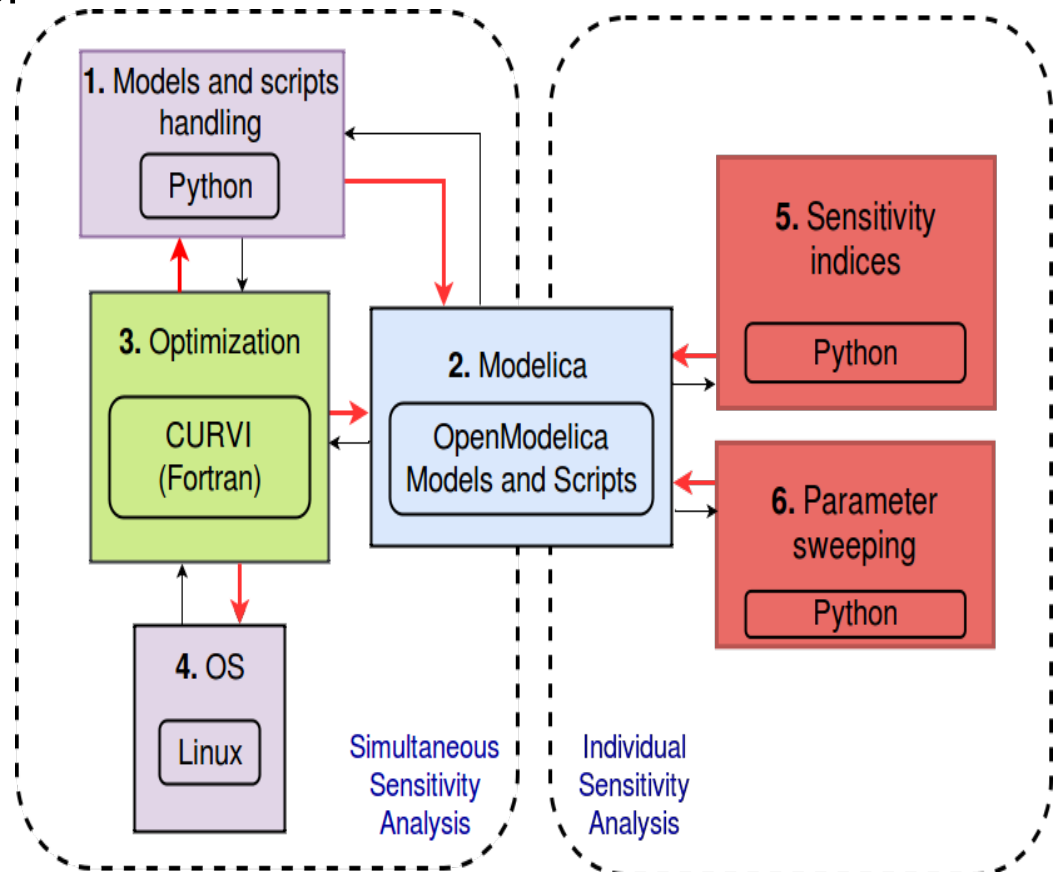 1. Models and scripts
handling
Python
3. Optimization
CURVI
(Fortran)
2. Modelica
OpenModelica
Models and Scripts
4. OS
Linux
Simultaneous
Sensitivity
Analysis
5. Sensitivity
indices
Python
6. Parameter
sweeping
Python
Individual
Sensitivity
Analysis